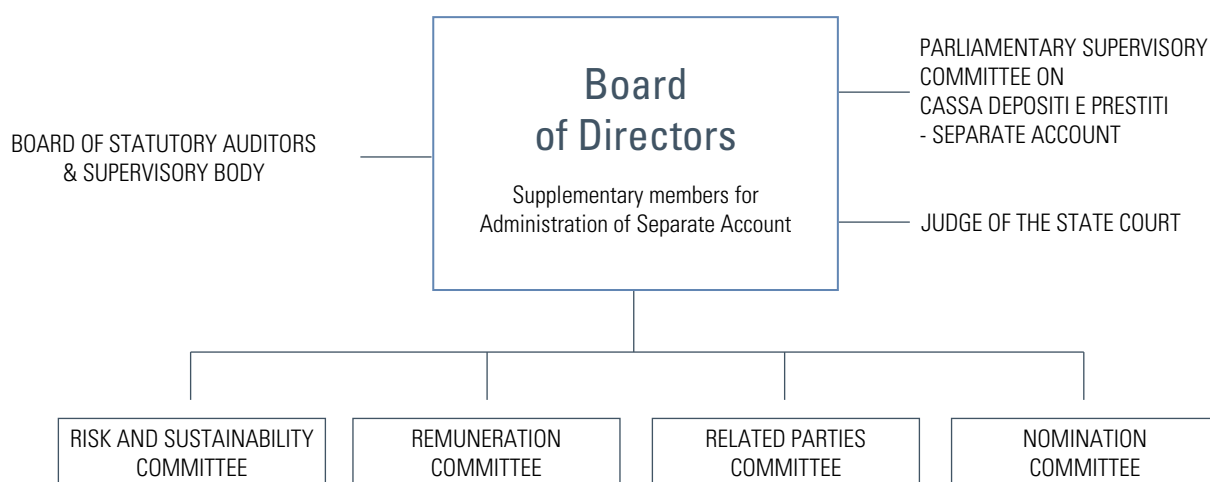 Board
of Directors
Supplementary members for
Administration of Separate Account
BOARD OF STATUTORY AUDITORS
& SUPERVISORY BODY
PARLIAMENTARY SUPERVISORY
COMMITTEE ON
CASSA DEPOSITI E PRESTITI
- SEPARATE ACCOUNT
JUDGE OF THE STATE COURT
RISK AND SUSTAINABILITY
COMMITTEE
REMUNERATION
COMMITTEE
RELATED PARTIES
COMMITTEE
NOMINATION
COMMITTEE